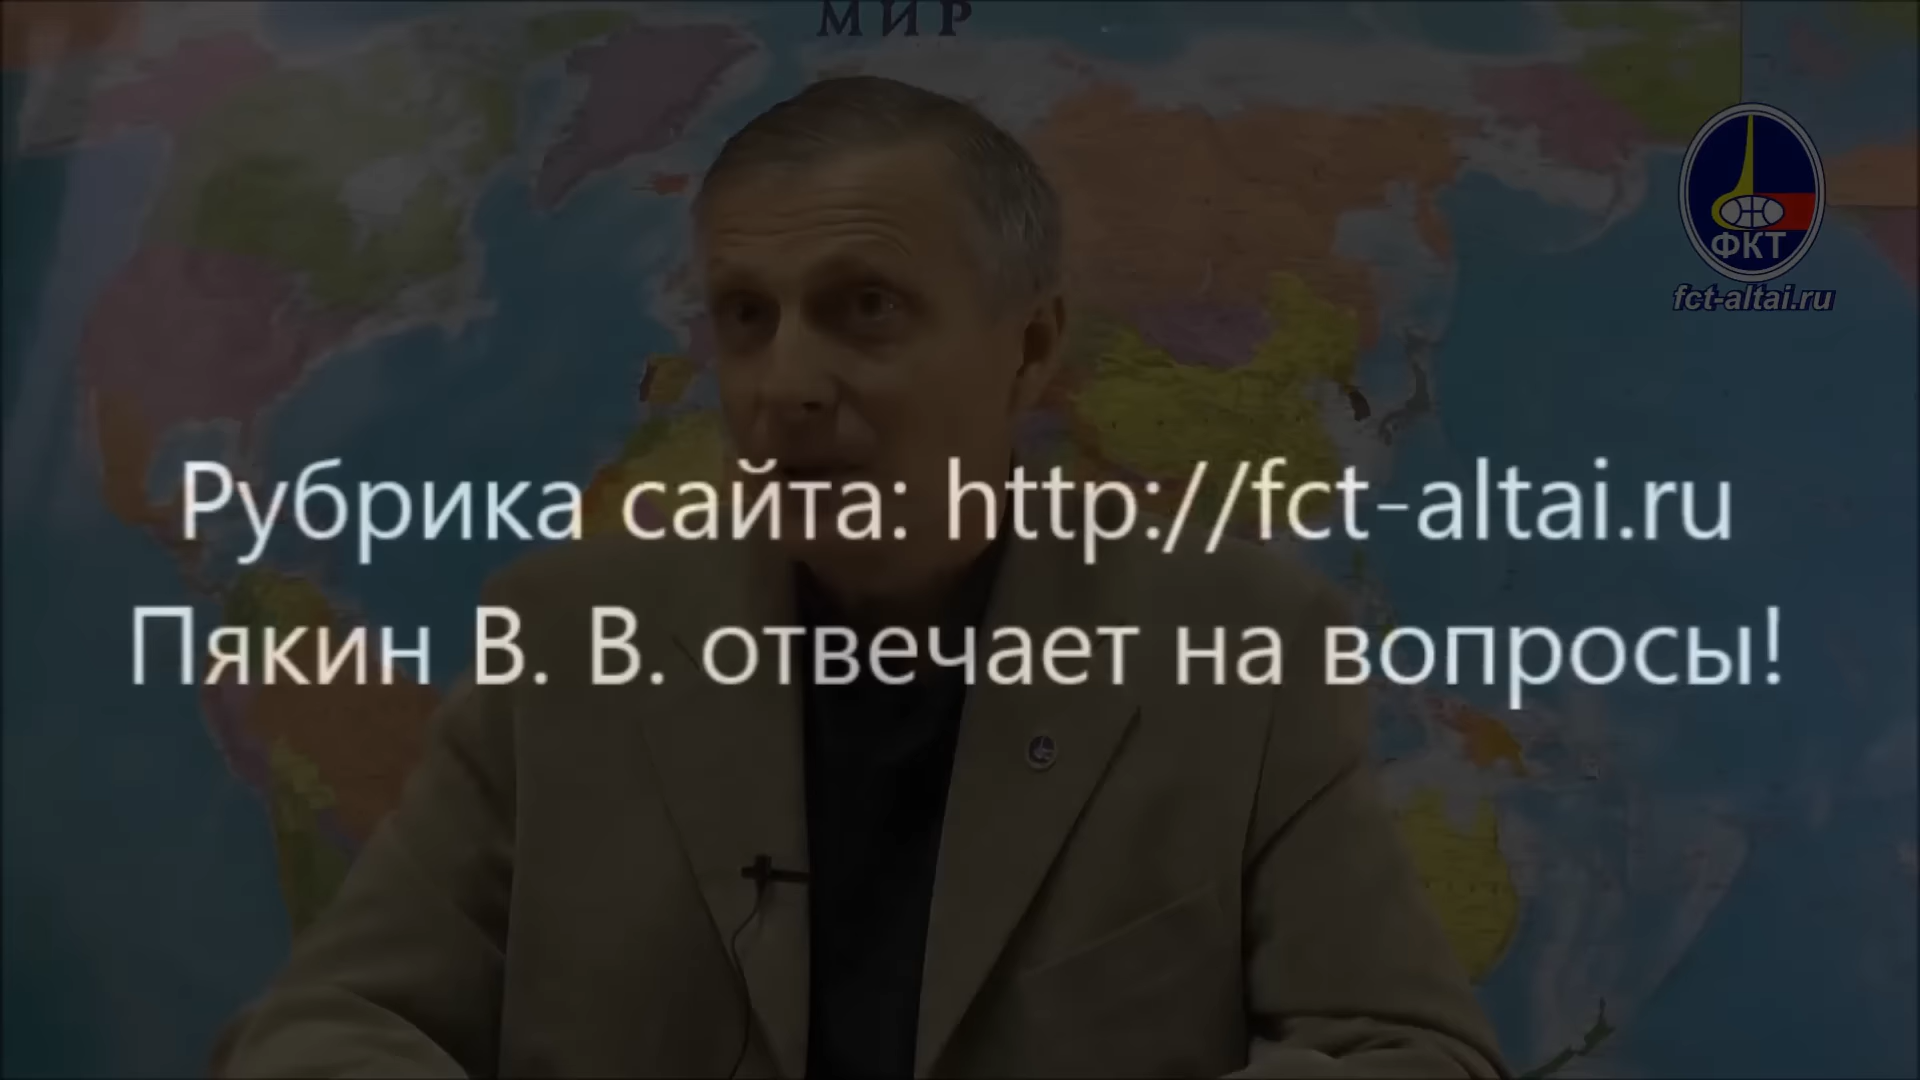 МИР
ФКТ
fct-altai.ru
Рубрика сайта: http://fct-altai.ru
Пякин В. В. отвечает на вопросы!